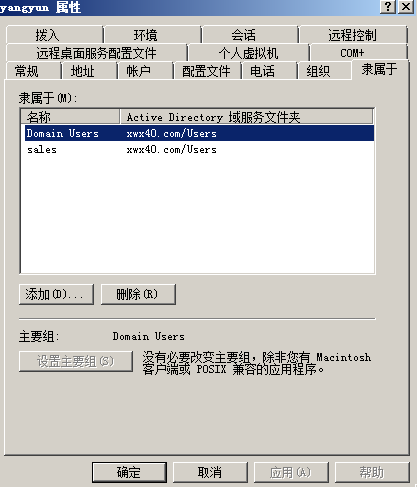 yangyun 属性
拨入 环境 会话 远程控制
远程桌面服务配置文件 个人虚拟机 COM+
常规 地址 帐户 配置文件 电话 组织 隶属于
隶属于(M):
名称 Active Directory 域服务文件夹
Domain Users xwx40.com/Users
sales xwx40.com/Users
添加(D)... 删除(R)
主要组: Domain Users
设置主要组(S) 没有必要改变主要组，除非您有 Macintosh
客户端或 POSIX 兼容的应用程序。
确定 取消 应用(A) 帮助